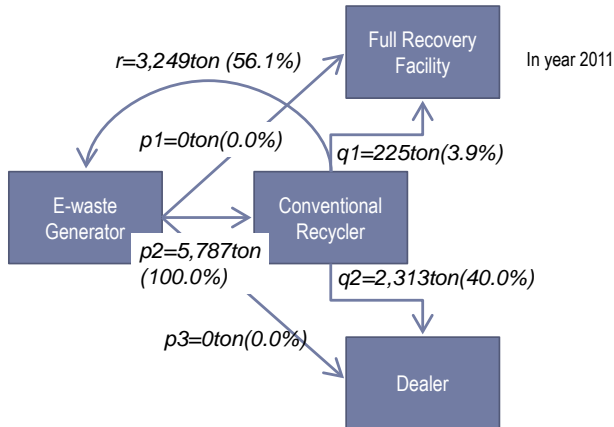 r=3,249ton (56.1%)
Full Recovery
Facility
In year 2011
p1=0ton(0.0%)
q1=225ton(3.9%)
E-waste
Generator
Conventional
Recycler
p2=5,787ton
(100.0%)
q2=2,313ton(40.0%)
p3=0ton(0.0%)
Dealer